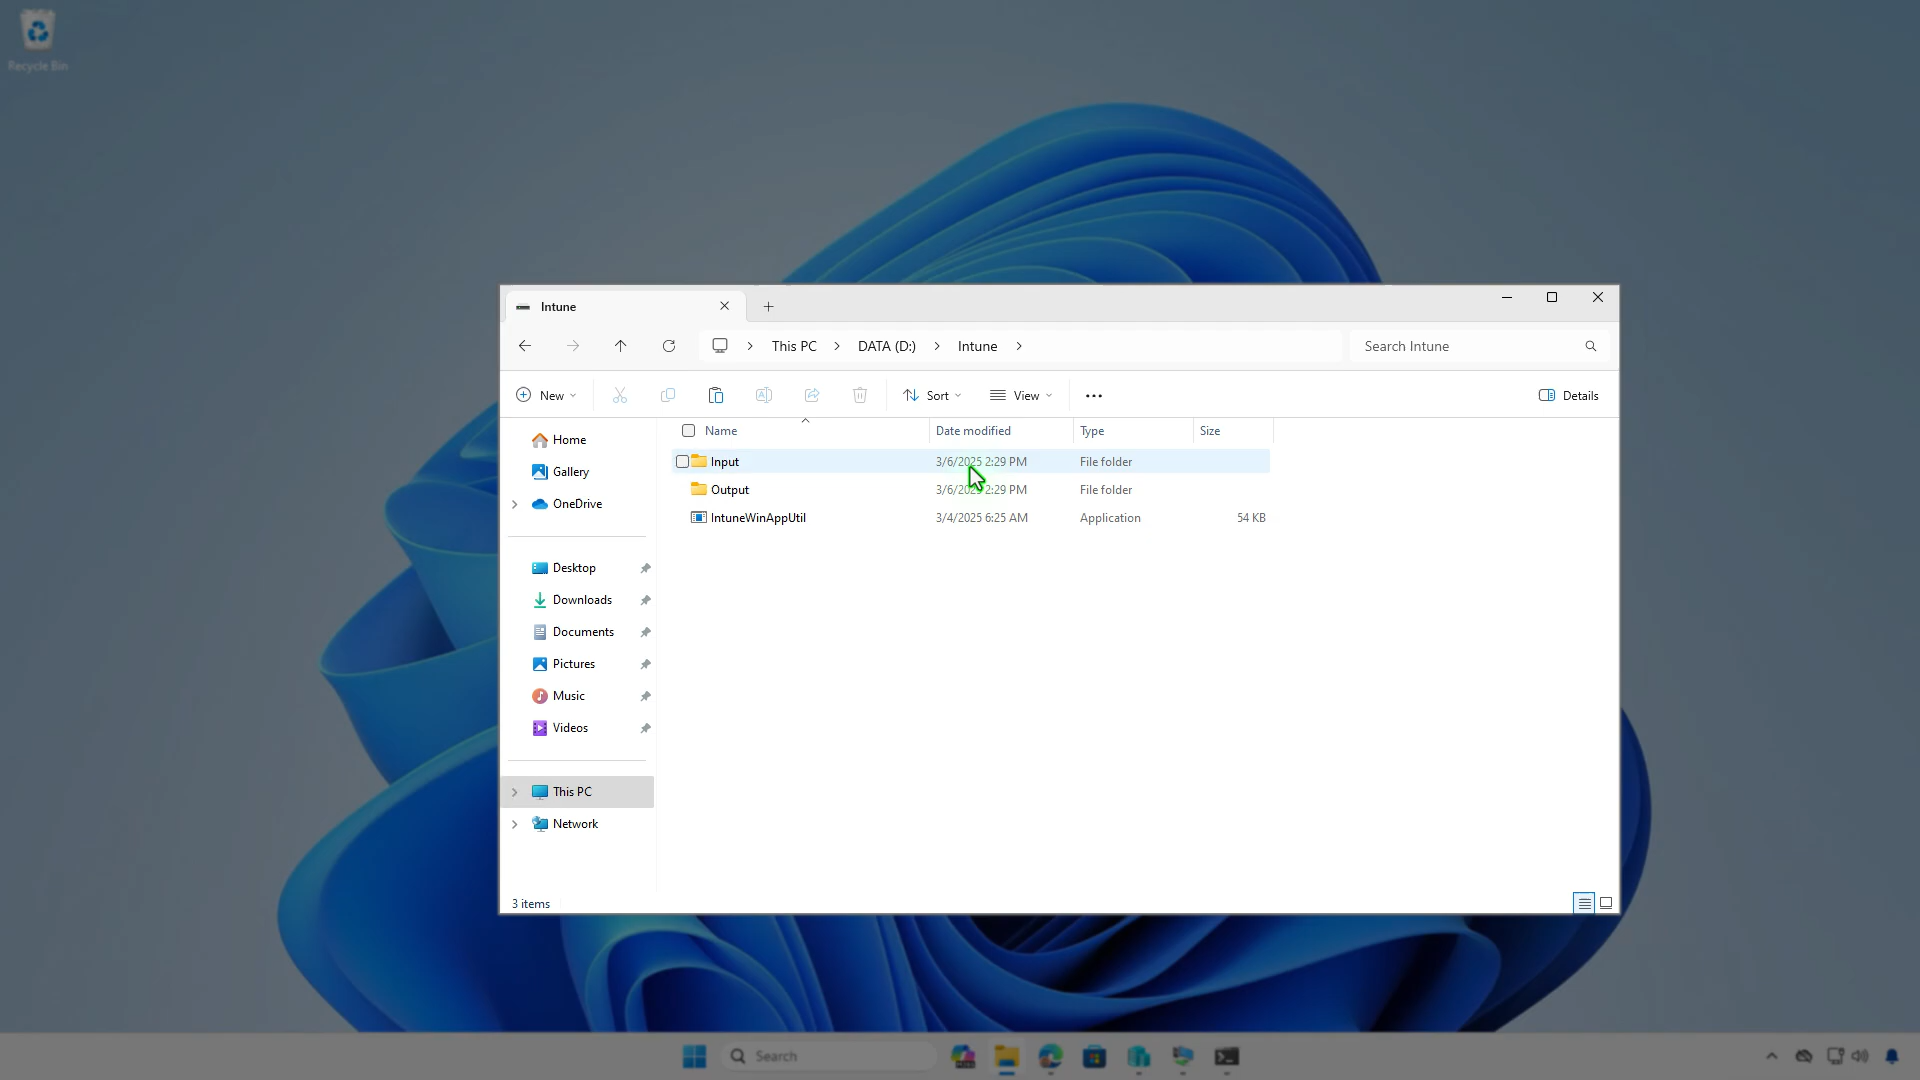 Recycle Bin
Intune
This PC
DATA (D:)
Intune
Search Intune
New
Sort
View
Details
Name Date modified Type Size
Input 3/6/2025 2:29 PM File folder
Output 3/6/2025 2:29 PM File folder
IntuneWinAppUtil 3/4/2025 6:25 AM Application 54 KB
Home
Gallery
OneDrive
Desktop
Downloads
Documents
Pictures
Music
Videos
This PC
Network
3 items
Search